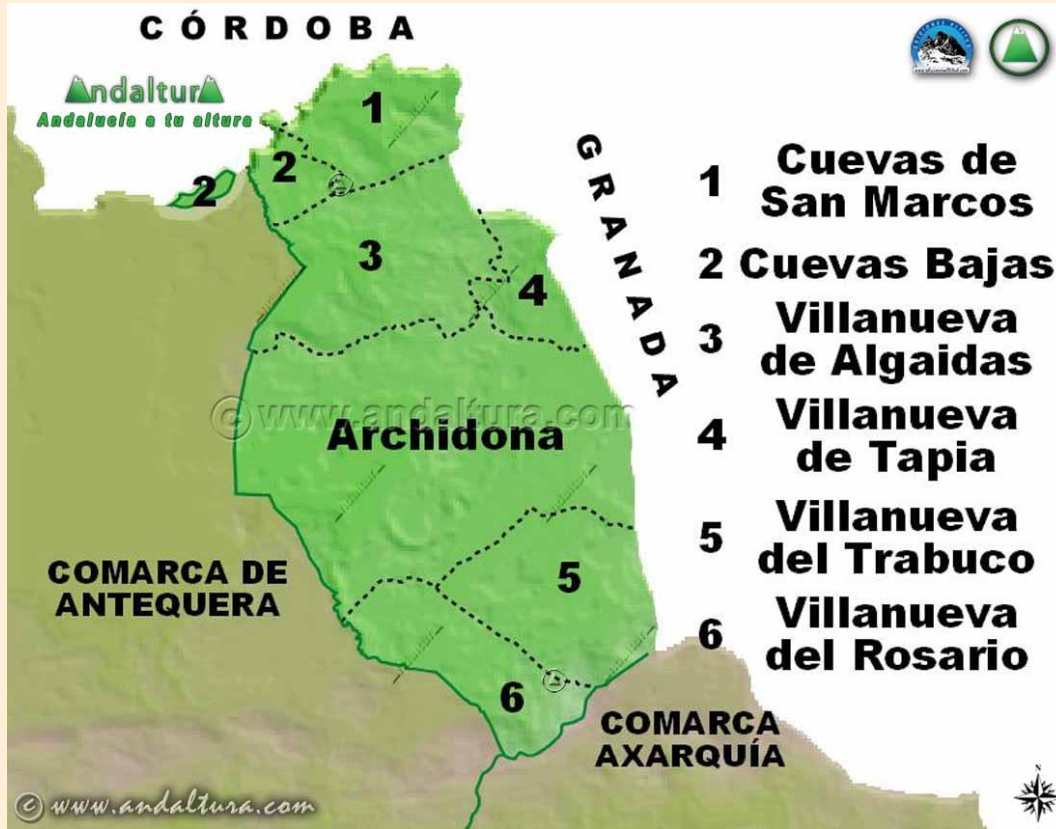 CÓRDOBA
AndalturA
Andalucía a tu altura
1
2
2
3
4
GRANADA
1 Cuevas de
San Marcos
2 Cuevas Bajas
3 Villanueva
de Algaidas
4 Villanueva
de Tapia
5 Villanueva
del Trabuco
6 Villanueva
del Rosario
© www.andaltura.com
Archidona
COMARCA DE
ANTEQUERA
5
6
COMARCA
AXARQUÍA
N
© www.andaltura.com